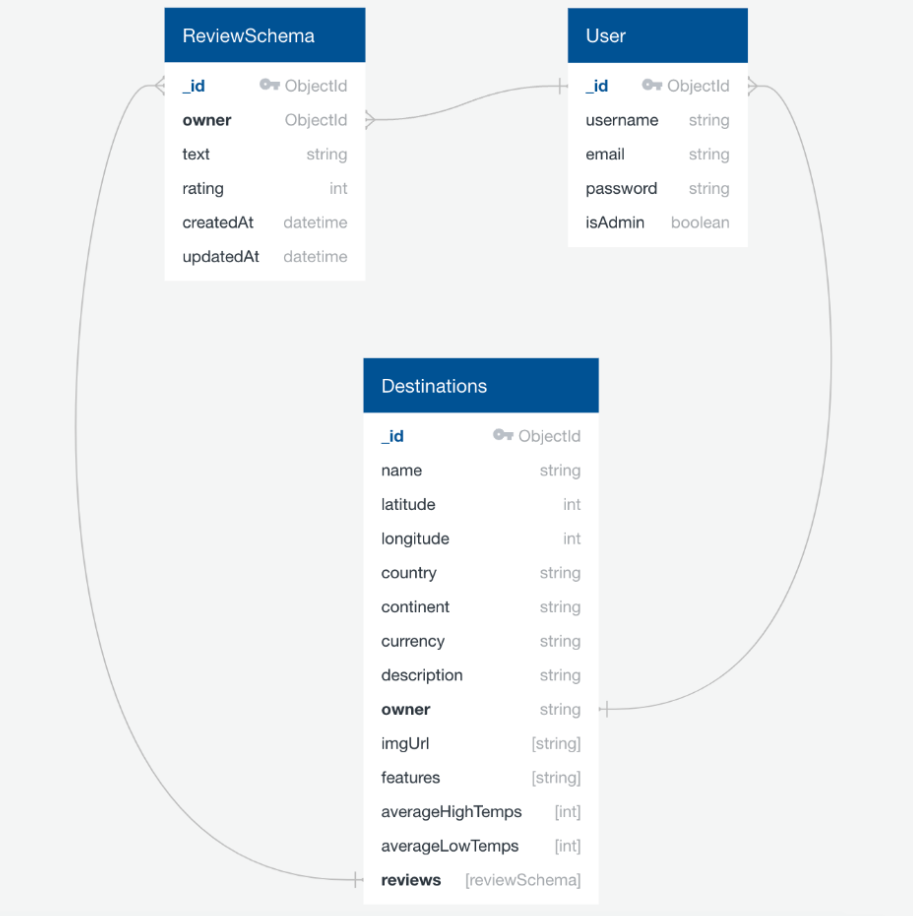 ReviewSchema
_id ObjectId
owner ObjectId
text string
rating int
createdAt datetime
updatedAt datetime
User
_id ObjectId
username string
email string
password string
isAdmin boolean
Destinations
_id ObjectId
name string
latitude int
longitude int
country string
continent string
currency string
description string
owner string
imgUrl [string]
features [string]
averageHighTemps [int]
averageLowTemps [int]
reviews [reviewSchema]